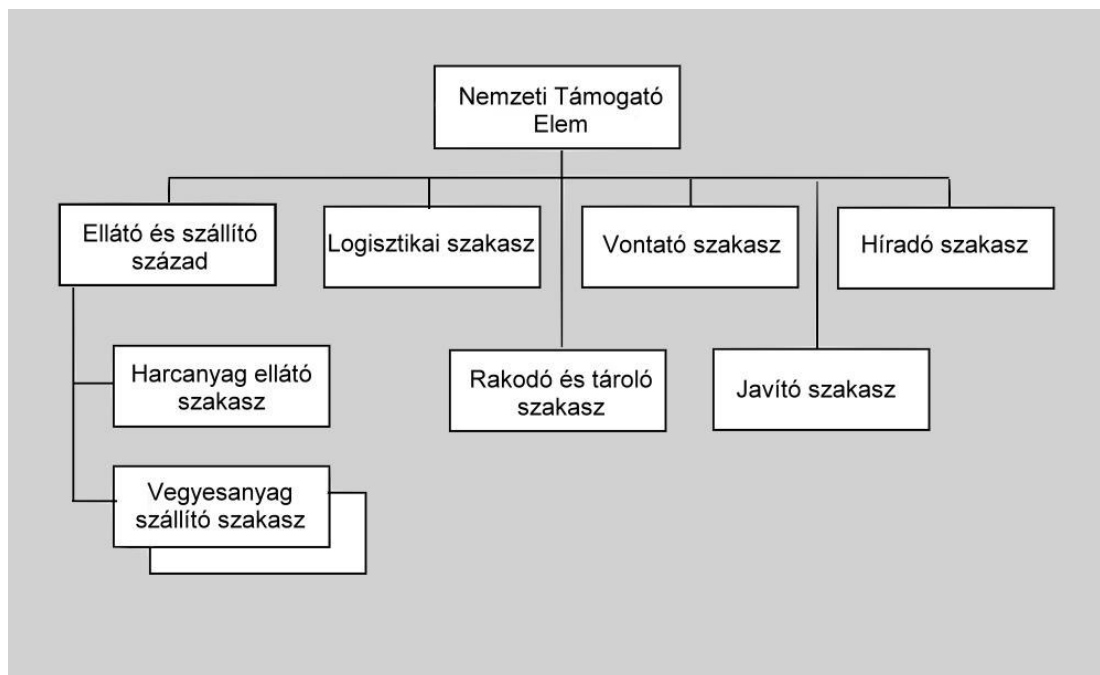 Nemzeti Támogató
Elem
Ellátó és szállító
század
Logisztikai szakasz
Vontató szakasz
Híradó szakasz
Harcanyag ellátó
szakasz
Rakodó és tároló
szakasz
Javító szakasz
Vegyesanyag
szállító szakasz